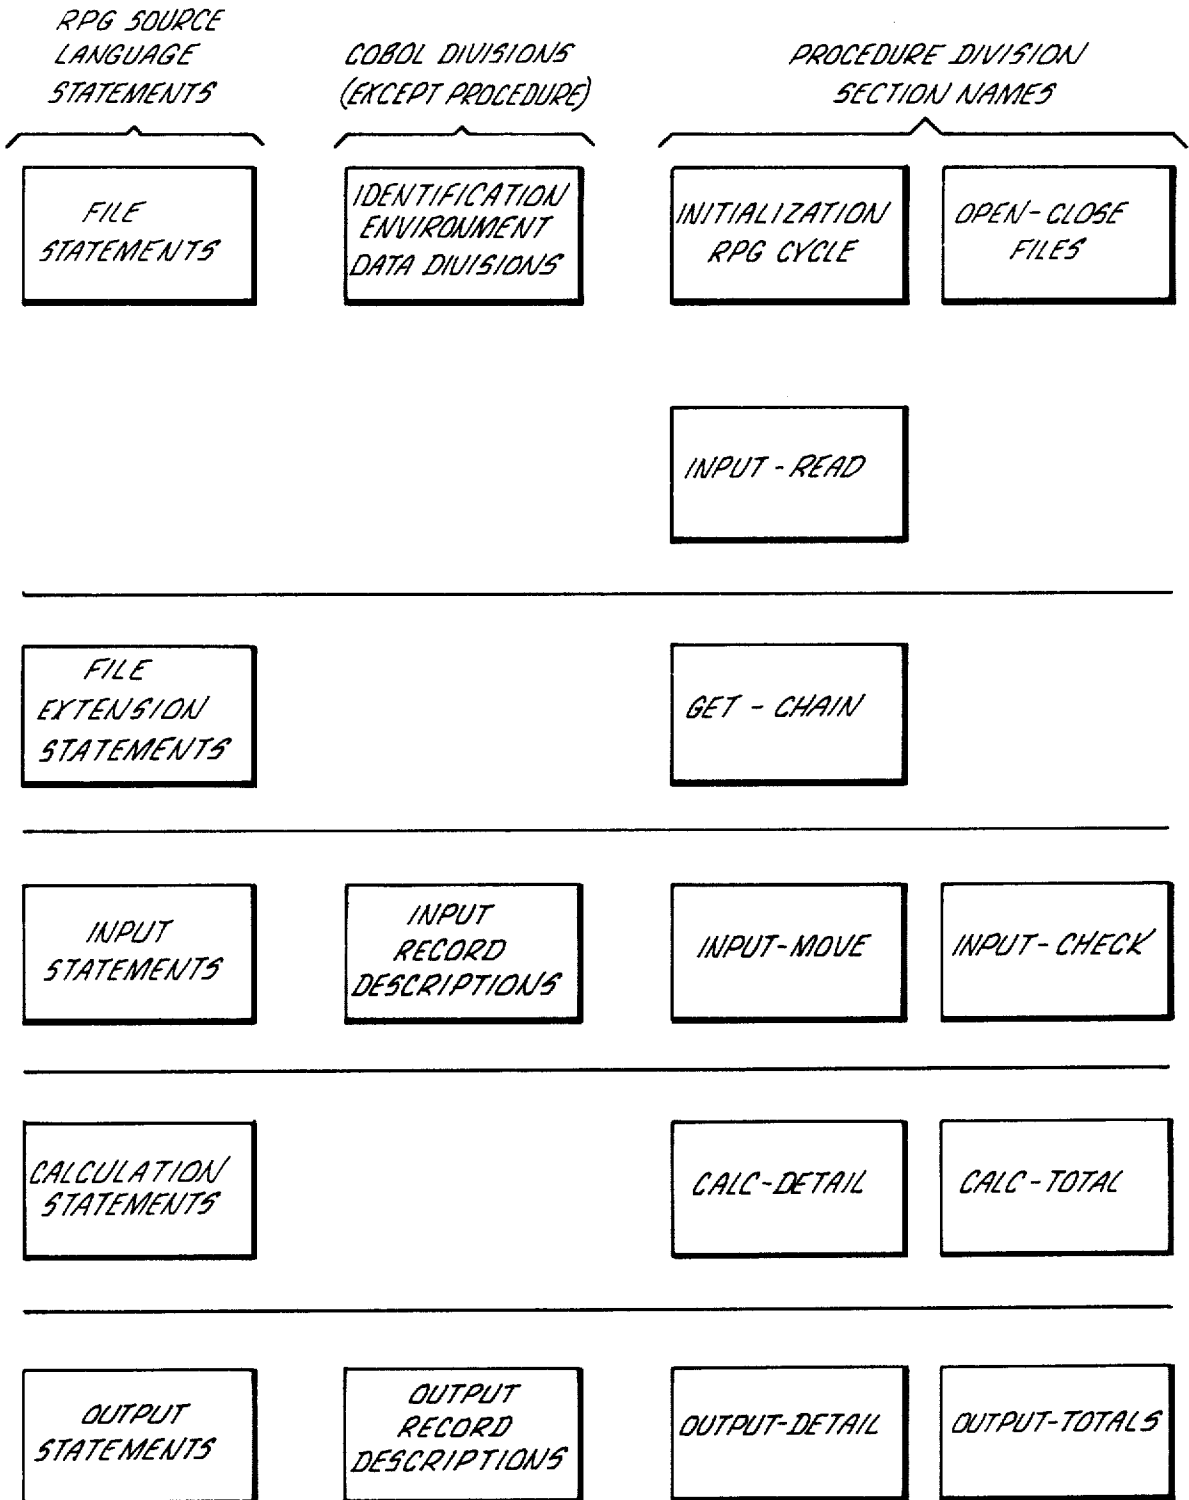 RPG SOURCE
LANGUAGE
STATEMENTS
COBOL DIVISIONS
(EXCEPT PROCEDURE)
PROCEDURE DIVISION
SECTION NAMES
FILE
STATEMENTS
IDENTIFICATION
ENVIRONMENT
DATA DIVISIONS
INITIALIZATION
RPG CYCLE
OPEN-CLOSE
FILES
INPUT - READ
FILE
EXTENSION
STATEMENTS
GET - CHAIN
INPUT
STATEMENTS
INPUT
RECORD
DESCRIPTIONS
INPUT-MOVE
INPUT-CHECK
CALCULATION
STATEMENTS
CALC-DETAIL
CALC-TOTAL
OUTPUT
STATEMENTS
OUTPUT
RECORD
DESCRIPTIONS
OUTPUT-DETAIL
OUTPUT-TOTALS